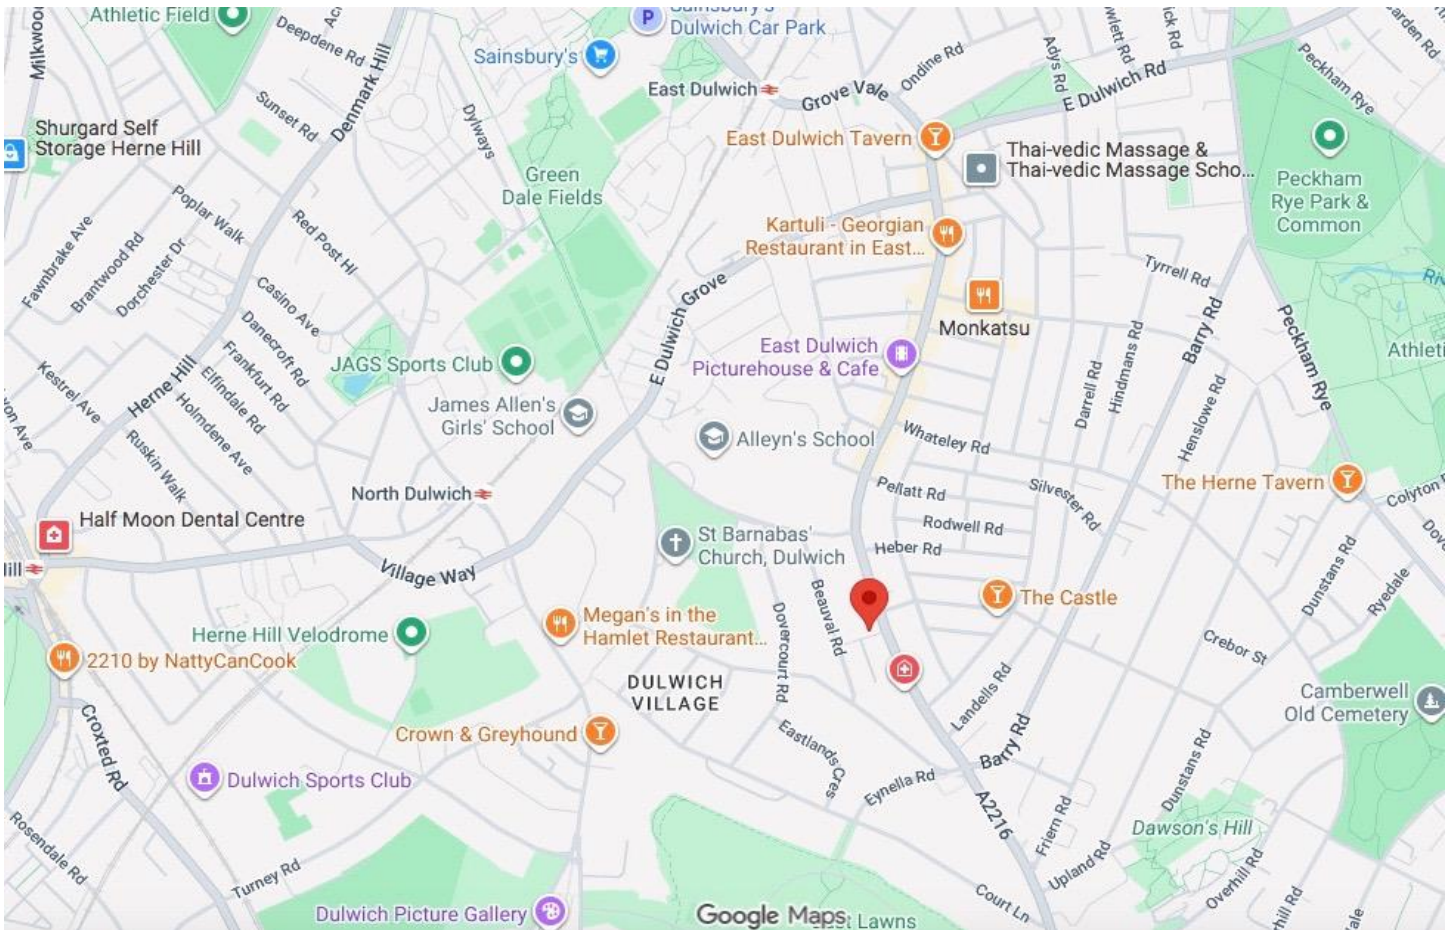 Athletic Field
Deepdene Rd
Denmark Hill
Sunset Rd
Shurgard Self
Storage Herne Hill
Poplar Walk
Red Post Hl
Fawnbrake Ave
Brantwood Rd
Dorchester Dr
Casino Ave
Danecroft Rd
Frankfurt Rd
Elfindale Rd
Holmdene Ave
Kestrel Ave
Herne Hill
Ruskin Walk
Dylways
Sainsbury's
P
Sainsbury's
Dulwich Car Park
East Dulwich
Grove Vale
Ondine Rd
Adys Rd
E Dulwich Rd
Peckham Rye
East Dulwich Tavern
Thai-vedic Massage &
Thai-vedic Massage Scho...
Peckham
Rye Park &
Common
Green
Dale Fields
Kartuli - Georgian
Restaurant in East...
Tyrrell Rd
Monkatsu
E Dulwich Grove
East Dulwich
Picturehouse & Cafe
Barry Rd
Peckham Rye
Hindmans Rd
Darrell Rd
Henslowe Rd
JAGS Sports Club
James Allen's
Girls' School
Alleyn's School
Whateley Rd
Pellatt Rd
Silvester Rd
The Herne Tavern
Colyton
North Dulwich
Half Moon Dental Centre
Rodwell Rd
Heber Rd
St Barnabas'
Church, Dulwich
Village Way
Beauval Rd
Dovercourt Rd
The Castle
Dunstans Rd
Ryedale
Crebor St
Herne Hill Velodrome
Megan's in the
Hamlet Restaurant...
2210 by NattyCanCook
DULWICH
VILLAGE
Landells Rd
Camberwell
Old Cemetery
Croxted Rd
Crown & Greyhound
Eastlands Cres
Barry Rd
Eynella Rd
A2216
Dunstans Rd
Dulwich Sports Club
Friern Rd
Dawson's Hill
Rosendale Rd
Turney Rd
Upland Rd
Overhill Rd
Court Ln
Dulwich Picture Gallery
Google Maps
Lawns